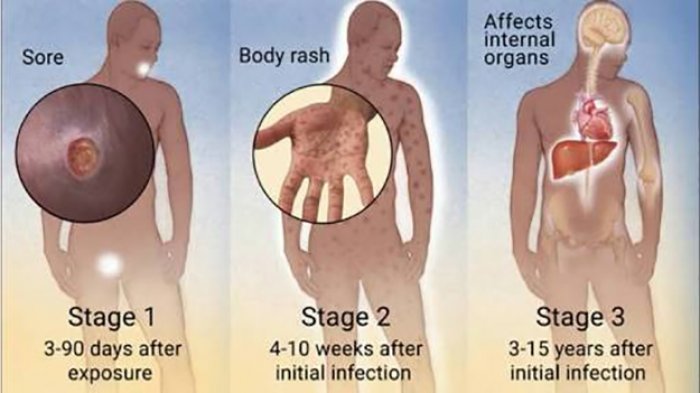 Sore
Stage 1
3-90 days after
exposure
Body rash
Stage 2
4-10 weeks after
initial infection
Affects
internal
organs
Stage 3
3-15 years after
initial infection